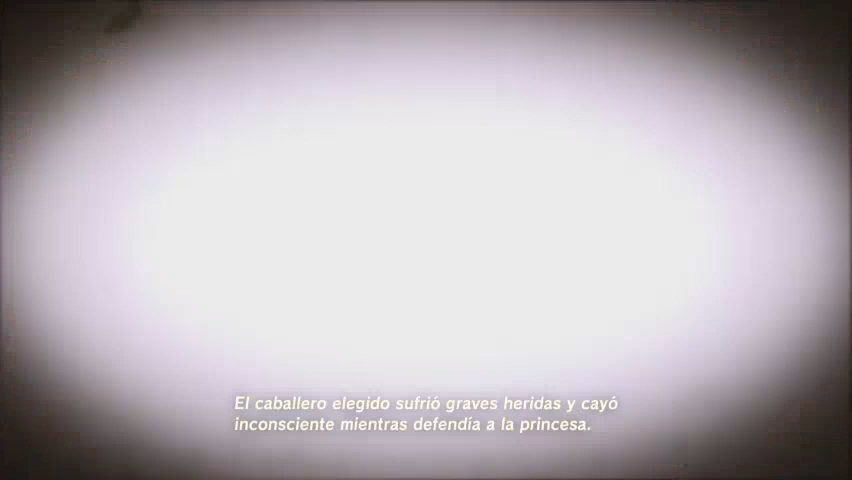 El caballero elegido sufrió graves heridas y cayó
inconsciente mientras defendía a la princesa.